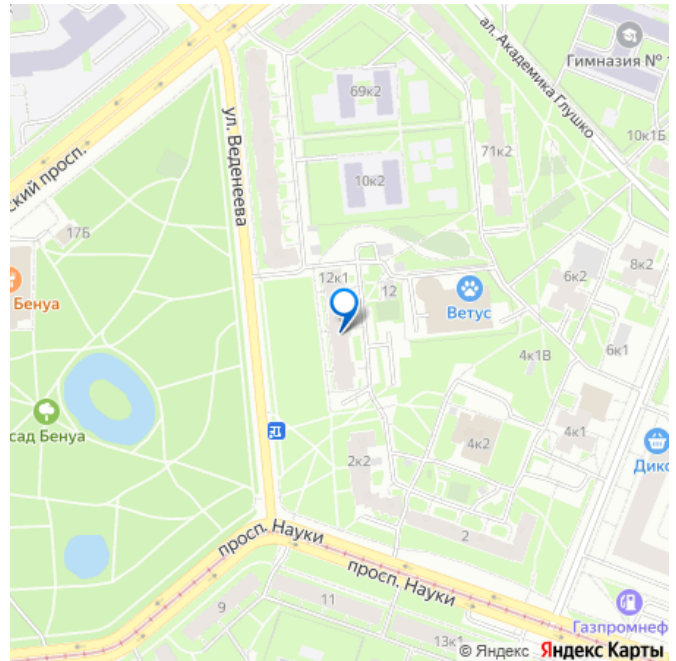 ал. Академика Глушко
Гимназия №
69к2
10к1Б
ул. Веденеева
71к2
10к2
ский просп.
17Б
12к1
12
6к2
8к2
Бенуа
Ветус
6к1
4к1В
сад Бенуа
4к1
4к2
Дикс
2к2
2
просп. Науки
просп. Науки
9
11
Газпромнеф
13к1
© Яндекс Яндекс Карты